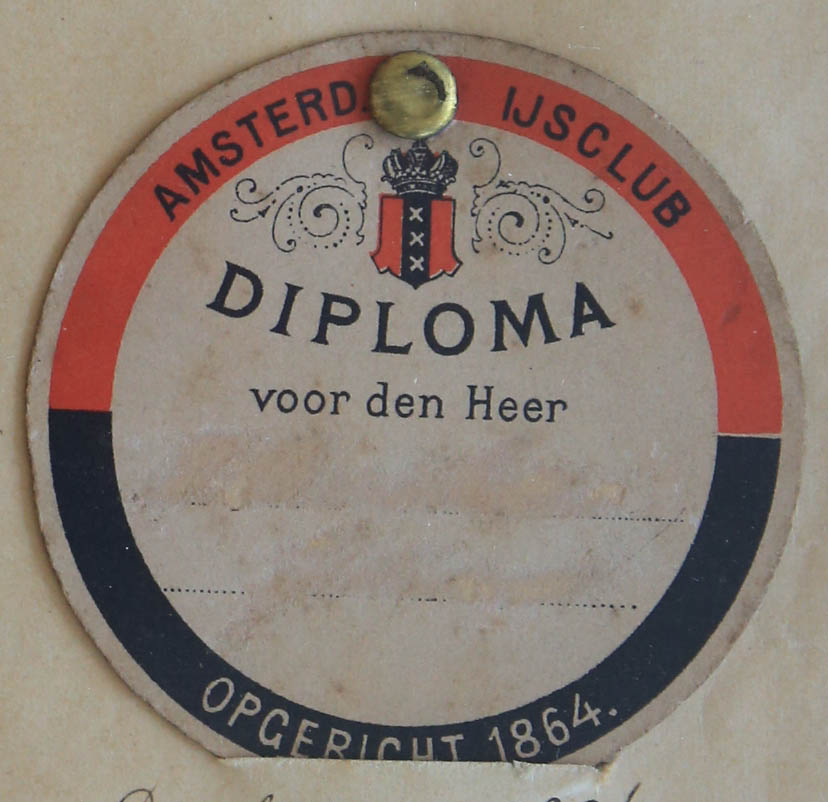 AMSTERD. IJSCLUB
DIPLOMA
voor den Heer
OPGERICHT 1864.